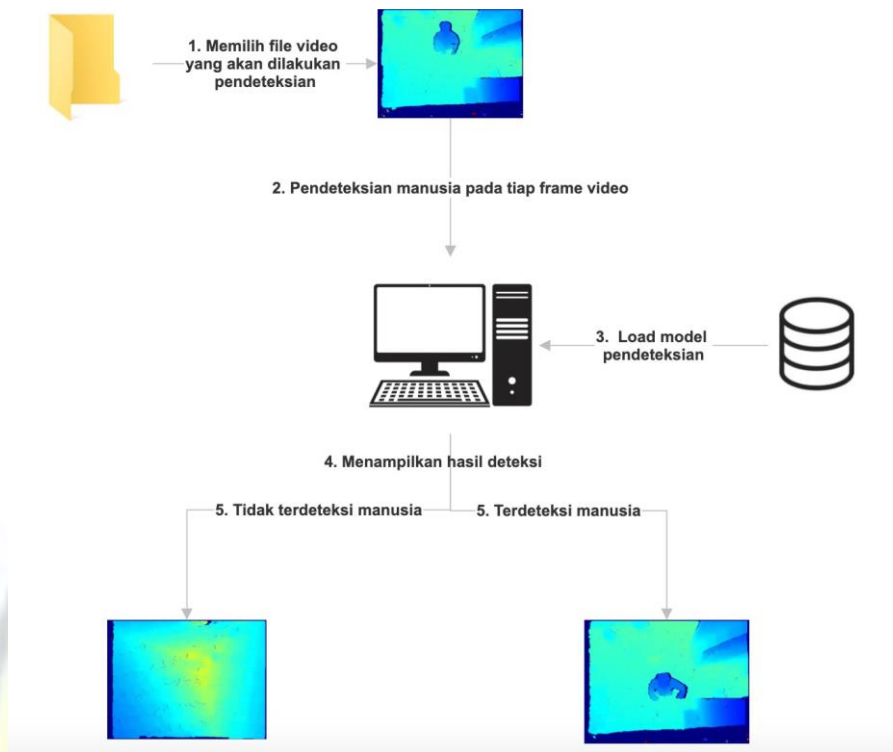 1. Memilih file video
yang akan dilakukan
pendeteksian
2. Pendeteksian manusia pada tiap frame video
3. Load model
pendeteksian
4. Menampilkan hasil deteksi
5. Tidak terdeteksi manusia
5. Terdeteksi manusia